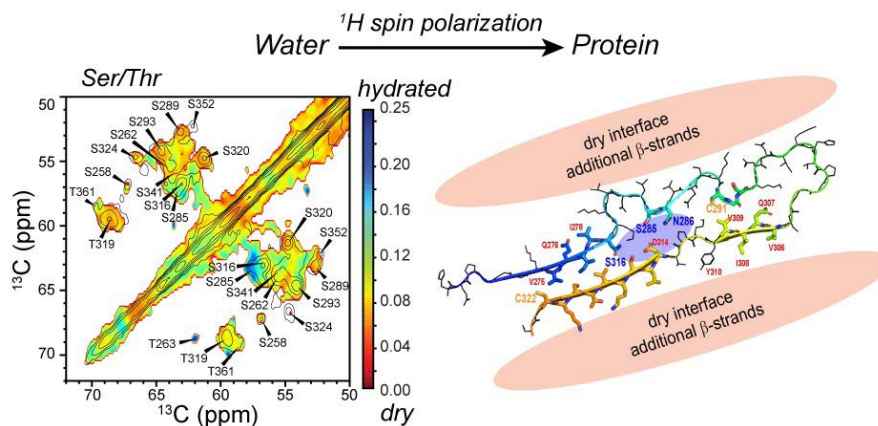 ¹H spin polarization
Water
Protein
Ser/Thr
hydrated
50
55
60
65
70
¹³C (ppm)
70
65
60
55
50
¹³C (ppm)
S352
S289
S293
S262
S324
S258
T361
S320
S341
S316
S285
T319
S320
S352
S316
S285
S341
S262
S289
S293
S324
S258
T263
T319
T361
0.25
0.20
0.16
0.12
0.08
0.04
0.00
dry
dry interface
additional β-strands
C291
Q307
S285
N286
V309
I278
Q276
D314
S316
V306
I308
V275
Y310
C322
dry interface
additional β-strands